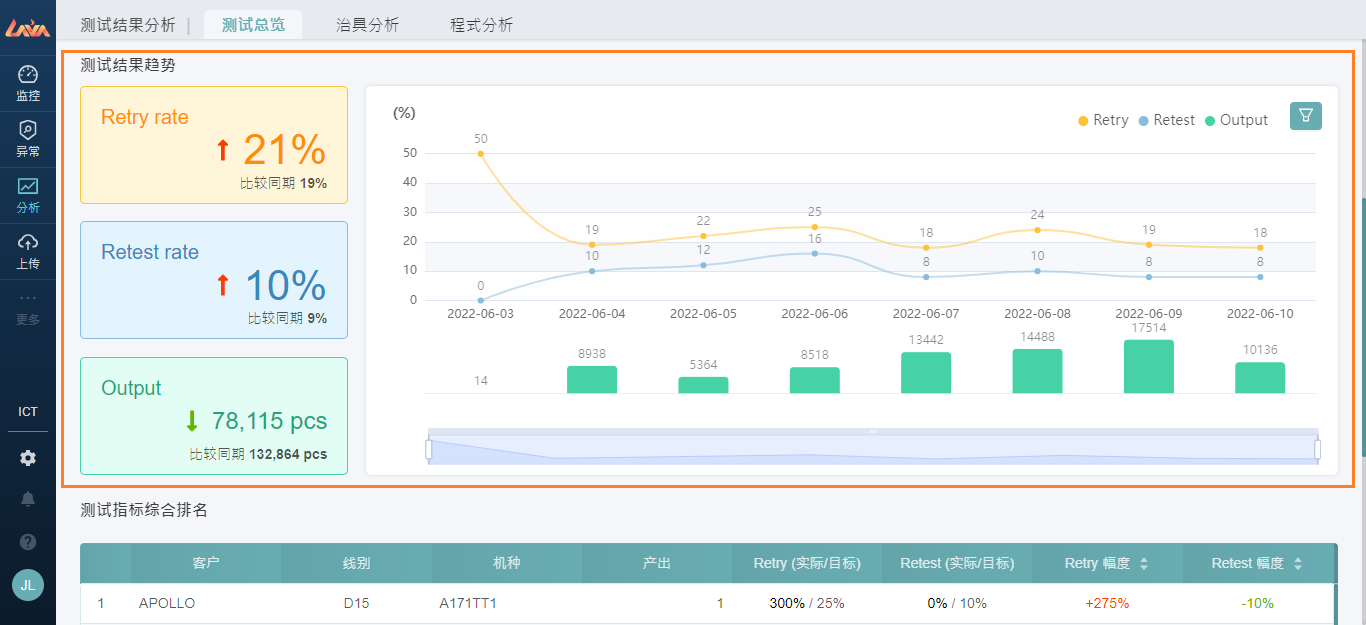 LAVA
测试结果分析 | 测试总览 治具分析 程式分析
监控
异常
分析
上传
更多
ICT
JL
测试结果趋势
Retry rate
21%
比较同期 19%
Retest rate
10%
比较同期 9%
Output
78,115 pcs
比较同期 132,864 pcs
(%)
Retry Retest Output
50
40
30
20
10
0
50 19 22 25 18 24 19 18
0 10 12 16 8 10 8 8
2022-06-03 2022-06-04 2022-06-05 2022-06-06 2022-06-07 2022-06-08 2022-06-09 2022-06-10
14 8938 5364 8518 13442 14488 17514 10136
测试指标综合排名
客户 线别 机种 产出 Retry (实际/目标) Retest (实际/目标) Retry 幅度 Retest 幅度
1 APOLLO D15 A171TT1 1 300% / 25% 0% / 10% +275% -10%